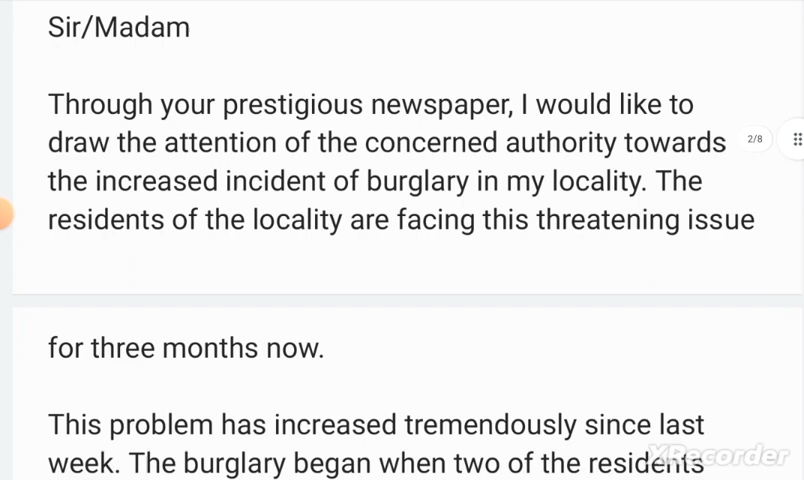 Sir/Madam
Through your prestigious newspaper, I would like to
draw the attention of the concerned authority towards
2/8
the increased incident of burglary in my locality. The
residents of the locality are facing this threatening issue
for three months now.
This problem has increased tremendously since last
week. The burglary began when two of the residents
XRecorder